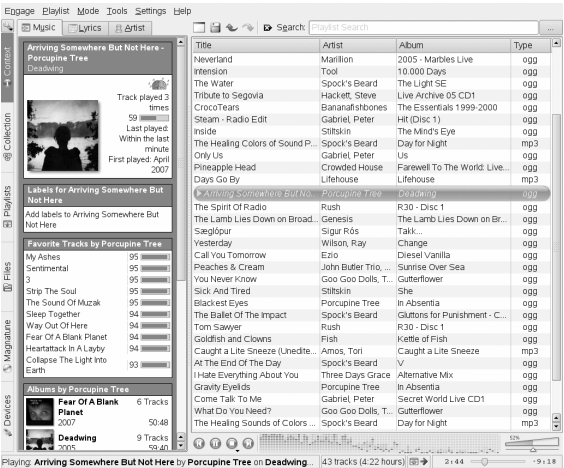 Engage Playlist Mode Tools Settings Help
Music Lyrics Artist
Search: Playlist Search ...
Context
Collection
Playlists
Files
Magnatune
Devices
Arriving Somewhere But Not Here -
Porcupine Tree
Deadwing
Track played 3
times
59
Last played:
Within the last
minute
First played: April
2007
Labels for Arriving Somewhere But
Not Here
Add labels to Arriving Somewhere But
Not Here
Favorite Tracks by Porcupine Tree
My Ashes 95
Sentimental 95
3 95
Strip The Soul 95
The Sound Of Muzak 95
Sleep Together 94
Way Out Of Here 94
Fear Of A Blank Planet 94
Heartattack In A Layby 94
Collapse The Light Into
Earth 93
Albums by Porcupine Tree
Fear Of A Blank 6 Tracks
Planet
2007 50:48
Deadwing 9 Tracks
2005 59:40
Title Artist Album Type
Neverland Marillion 2005 - Marbles Live ogg
Intension Tool 10.000 Days ogg
The Water Spock's Beard The Light SE ogg
Tribute to Segovia Hackett, Steve Live Archive 05 CD1 ogg
CrocoTears Bananafishbones The Essentials 1999-2000 ogg
Steam - Radio Edit Gabriel, Peter Hit (Disc 1) ogg
Inside Stiltskin The Mind's Eye ogg
The Healing Colors of Sound P... Spock's Beard Day for Night mp3
Only Us Gabriel, Peter Us ogg
Pineapple Head Crowded House Farewell To The World: Live... ogg
Days Go By Lifehouse Lifehouse mp3
Arriving Somewhere But No... Porcupine Tree Deadwing ogg
The Spirit Of Radio Rush R30 - Disc 1 ogg
The Lamb Lies Down on Broad... Genesis The Lamb Lies Down on Br... ogg
Sæglópur Sigur Rós Takk... ogg
Yesterday Wilson, Ray Change ogg
Call You Tomorrow Ezio Diesel Vanilla ogg
Peaches & Cream John Butler Trio, ... Sunrise Over Sea ogg
You Never Know Goo Goo Dolls, T... Gutterflower ogg
Sick And Tired Stiltskin She ogg
Blackest Eyes Porcupine Tree In Absentia ogg
The Ballet Of The Impact Spock's Beard Gluttons for Punishment - C... ogg
Tom Sawyer Rush R30 - Disc 1 ogg
Goldfish and Clowns Fish Kettle of Fish ogg
Caught a Lite Sneeze (Unedite... Amos, Tori Caught a Lite Sneeze mp3
At The End Of The Day Spock's Beard V ogg
I Hate Everything About You Three Days Grace Alternative Mix ogg
Gravity Eyelids Porcupine Tree In Absentia ogg
Come Talk To Me Gabriel, Peter Secret World Live CD1 ogg
What Do You Need? Goo Goo Dolls, T... Gutterflower ogg
The Healing Sounds of Colors ... Spock's Beard Day for Night mp3
52%
Playing: Arriving Somewhere But Not Here by Porcupine Tree on Deadwing... 43 tracks (4:22 hours) 2:44 -9:18